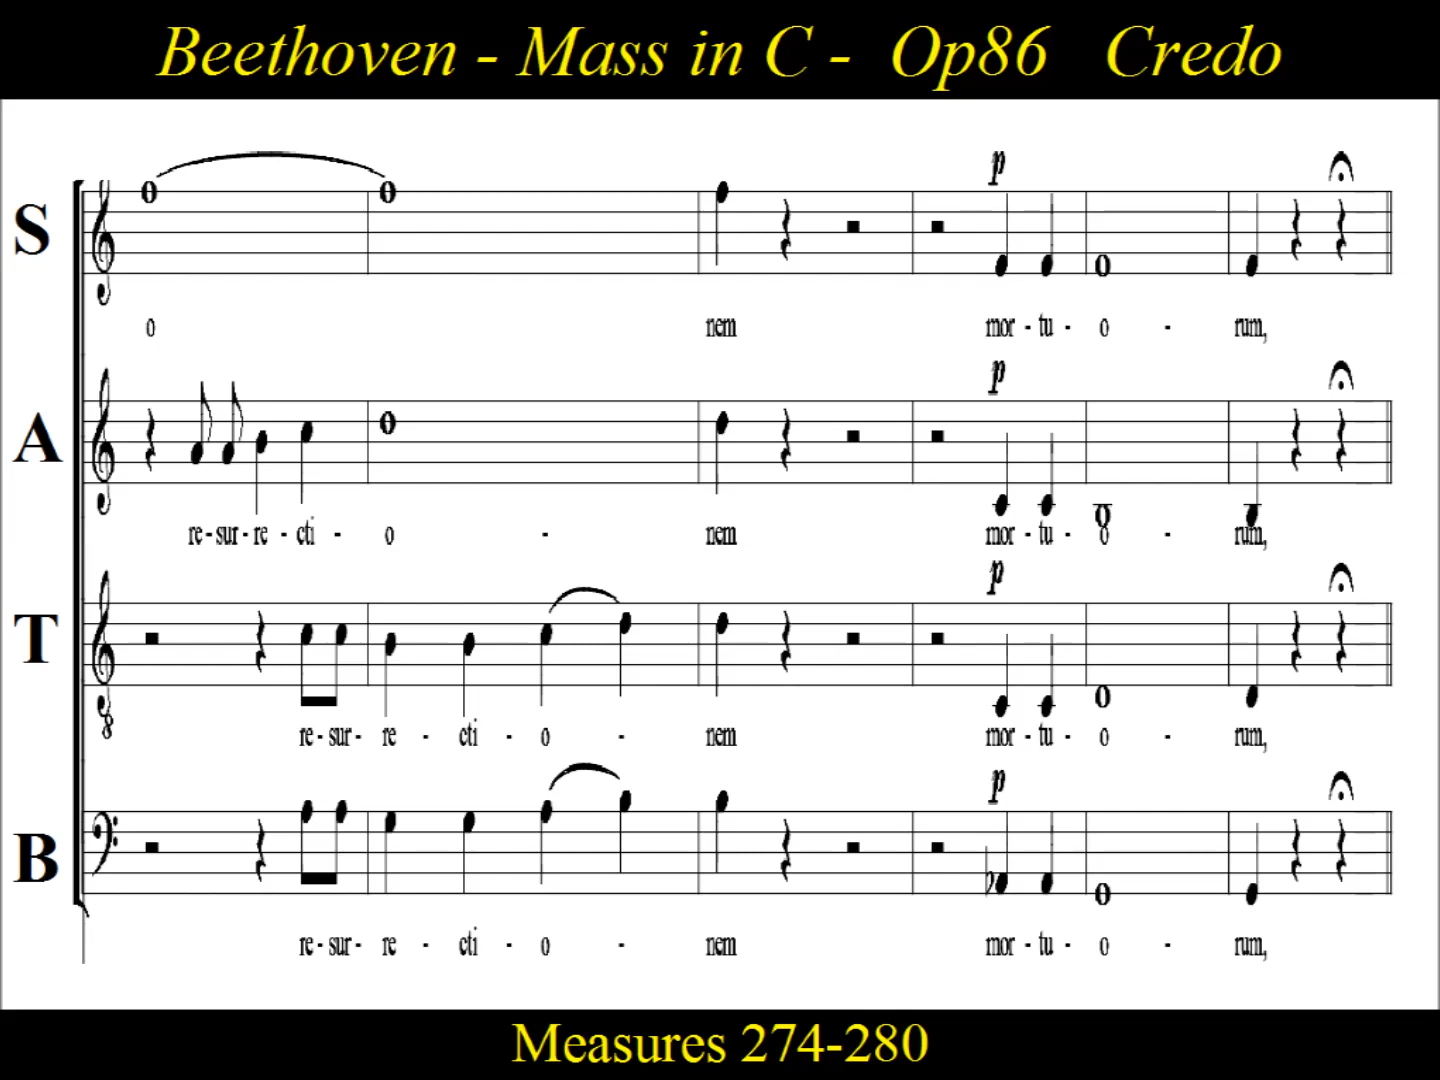 Beethoven - Mass in C - Op86 Credo
p
S
o nem mor - tu - o - rum,
p
A
re - sur - re - cti - o - nem mor - tu - o - rum,
p
T
8
re - sur - re - cti - o - nem mor - tu - o - rum,
p
B
re - sur - re - cti - o - nem mor - tu - o - rum,
Measures 274-280